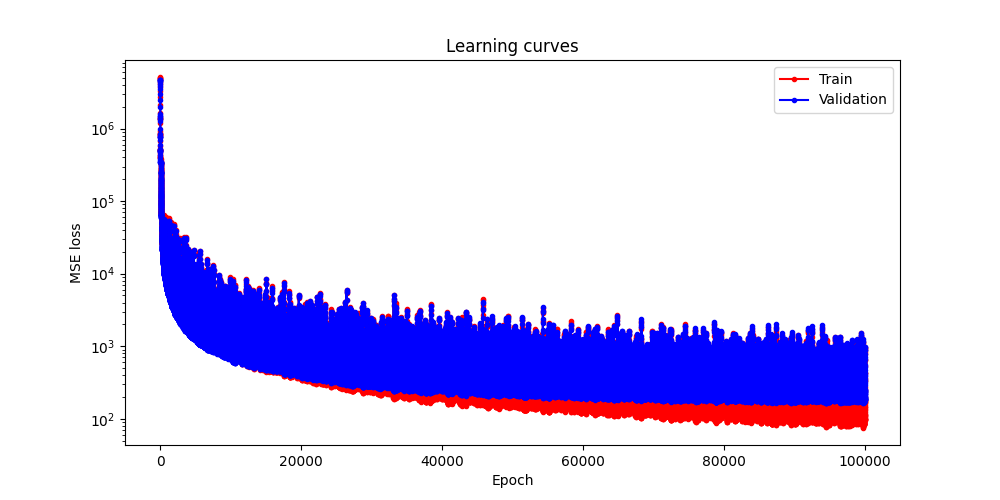 Learning curves
Train
Validation
MSE loss
10^6
10^5
10^4
10^3
10^2
0 20000 40000 60000 80000 100000
Epoch